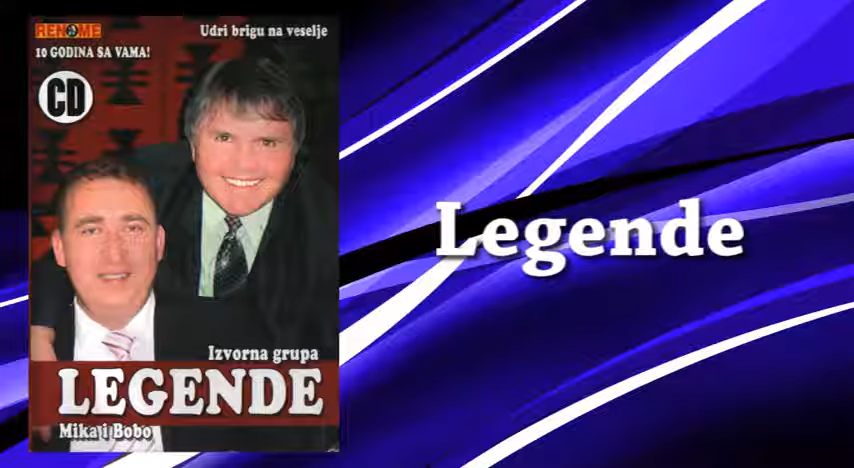 RENOME
Udri brigu na veselje
10 GODINA SA VAMA!
CD
Legende
Izvorna grupa
LEGENDE
Mika i Bobo